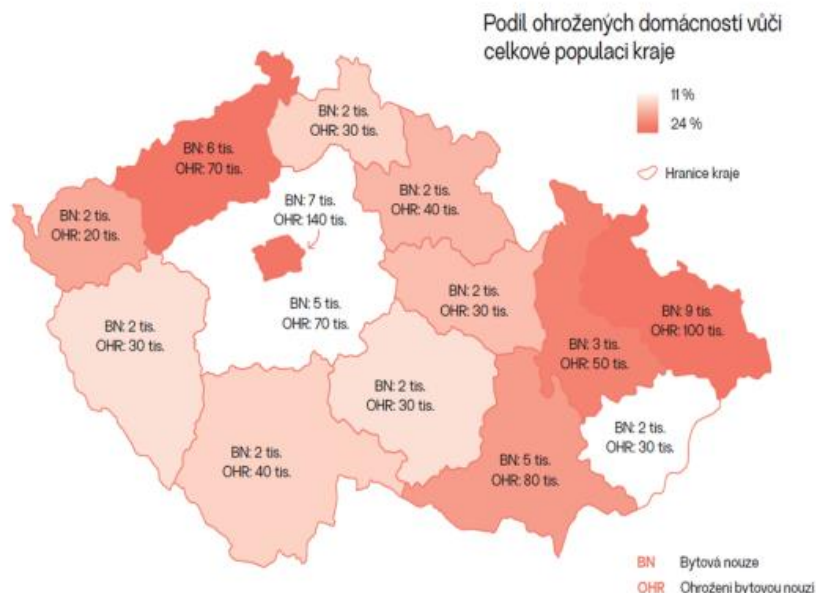 Podíl ohrožených domácností vůči
celkové populaci kraje
11 %
24 %
Hranice kraje
BN: 2 tis.
OHR: 30 tis.
BN: 6 tis.
OHR: 70 tis.
BN: 2 tis.
OHR: 40 tis.
BN: 7 tis.
OHR: 140 tis.
BN: 2 tis.
OHR: 20 tis.
BN: 2 tis.
OHR: 30 tis.
BN: 5 tis.
OHR: 70 tis.
BN: 9 tis.
OHR: 100 tis.
BN: 2 tis.
OHR: 30 tis.
BN: 3 tis.
OHR: 50 tis.
BN: 2 tis.
OHR: 30 tis.
BN: 2 tis.
OHR: 30 tis.
BN: 2 tis.
OHR: 40 tis.
BN: 5 tis.
OHR: 80 tis.
BN Bytová nouze
OHR Ohrožení bytovou nouzí